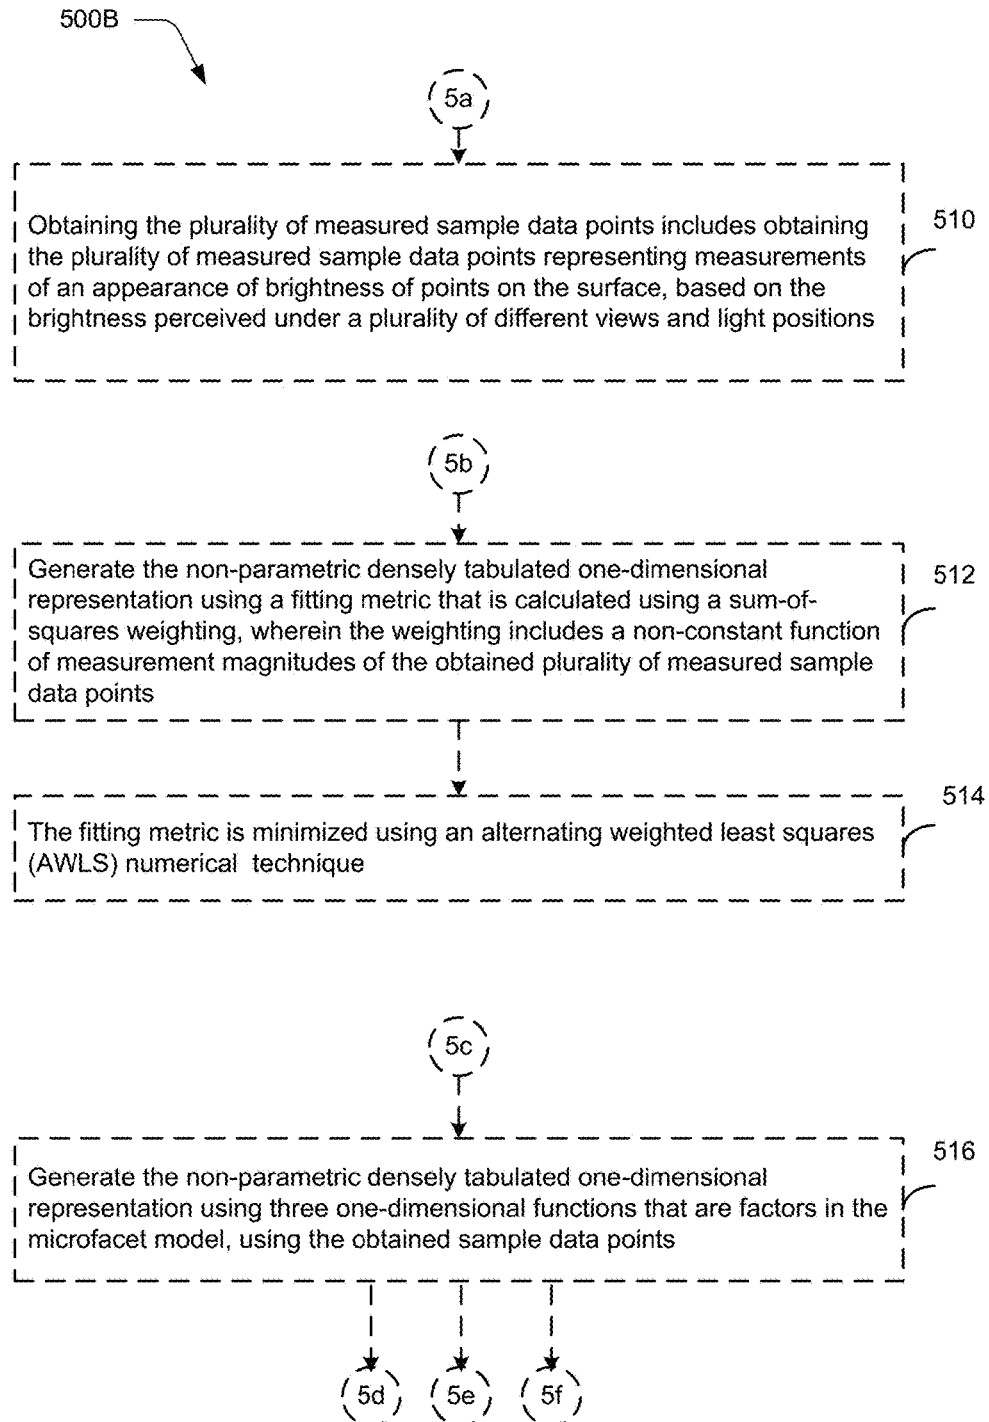 500B
5a
Obtaining the plurality of measured sample data points includes obtaining
the plurality of measured sample data points representing measurements
of an appearance of brightness of points on the surface, based on the
brightness perceived under a plurality of different views and light positions
510
5b
Generate the non-parametric densely tabulated one-dimensional
representation using a fitting metric that is calculated using a sum-of-
squares weighting, wherein the weighting includes a non-constant function
of measurement magnitudes of the obtained plurality of measured sample
data points
512
The fitting metric is minimized using an alternating weighted least squares
(AWLS) numerical technique
514
5c
Generate the non-parametric densely tabulated one-dimensional
representation using three one-dimensional functions that are factors in the
microfacet model, using the obtained sample data points
516
5d
5e
5f